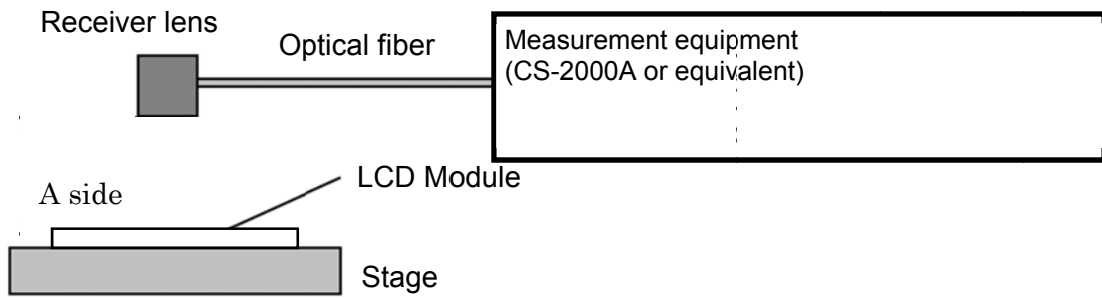 Receiver lens
Optical fiber
Measurement equipment
(CS-2000A or equivalent)
LCD Module
A side
Stage